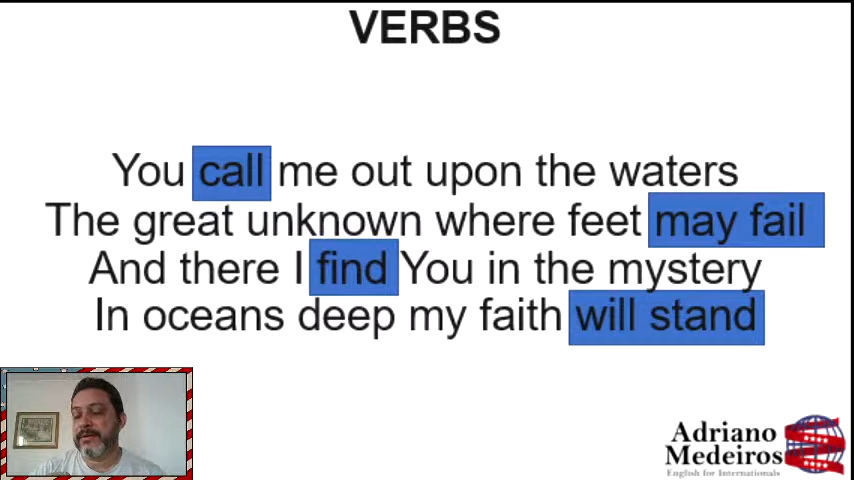 VERBS
You call me out upon the waters
The great unknown where feet may fail
And there I find You in the mystery
In oceans deep my faith will stand
Adriano
Medeiros
English for Internationals